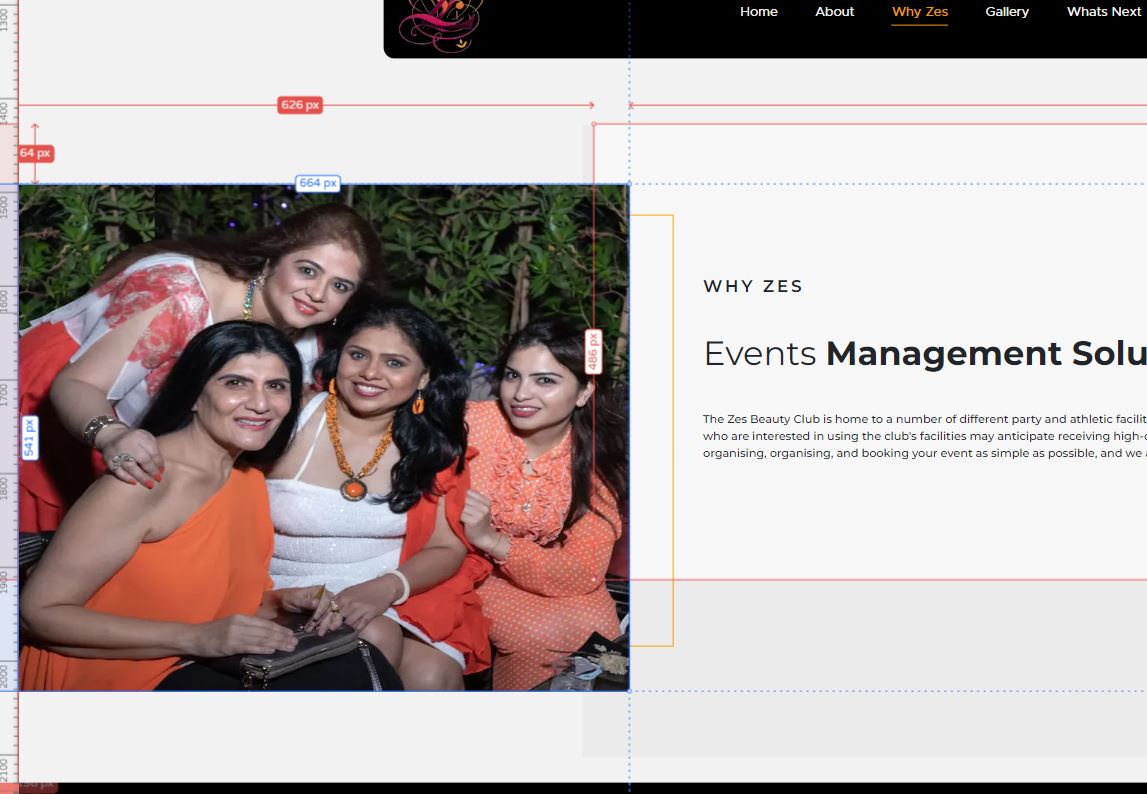 Home About Why Zes Gallery Whats Next
1300
1400
1500
1600
1700
1800
1900
2000
2100
626 px
64 px
664 px
486 px
541 px
WHY ZES
Events Management Solu
The Zes Beauty Club is home to a number of different party and athletic facilit
who are interested in using the club's facilities may anticipate receiving high-
organising, organising, and booking your event as simple as possible, and we